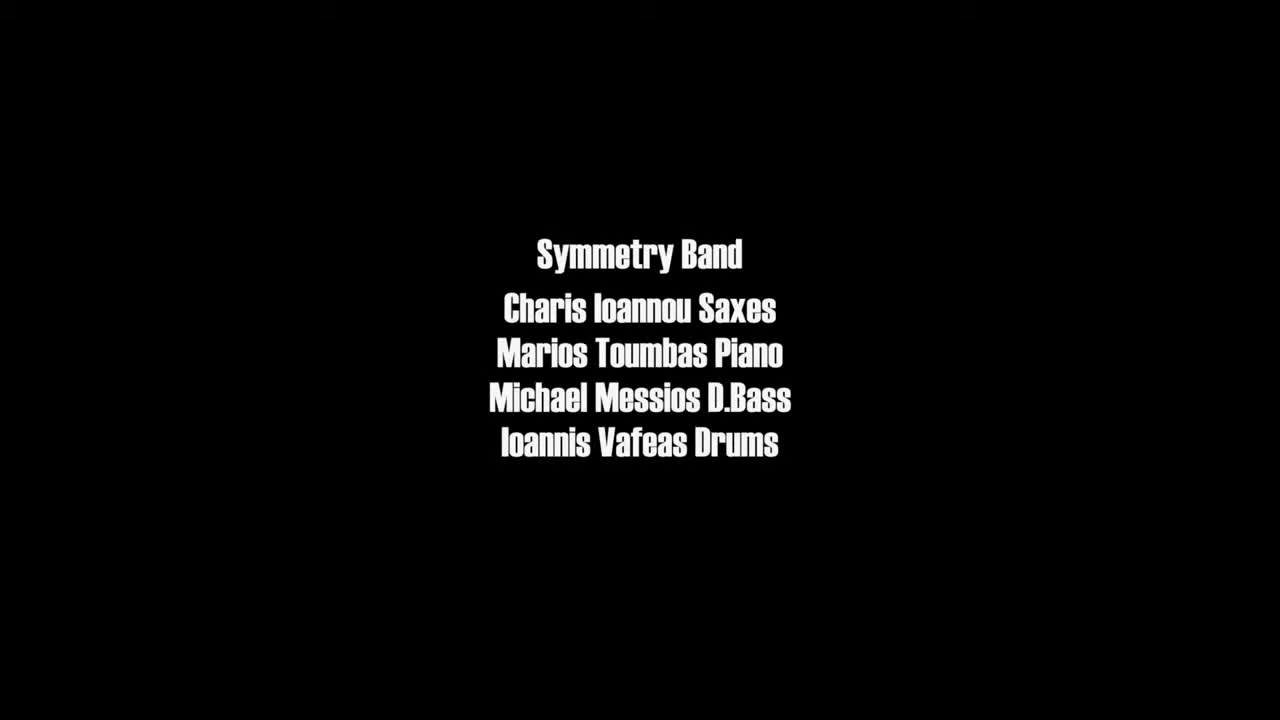 Symmetry Band
Charis Ioannou Saxes
Marios Toumbas Piano
Michael Messios D.Bass
Ioannis Vafeas Drums